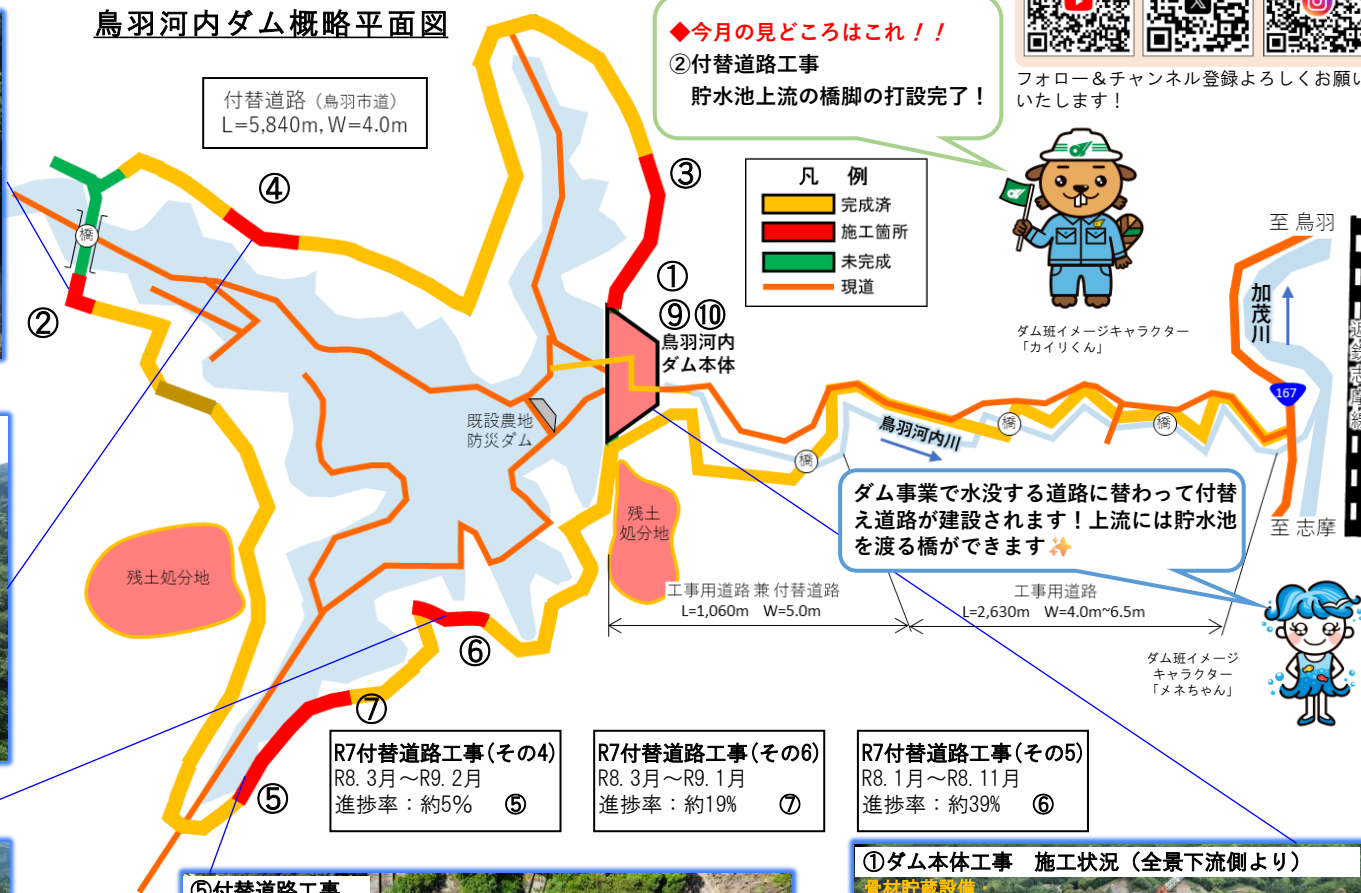 鳥羽河内ダム概略平面図
付替道路（鳥羽市道）
L=5,840m, W=4.0m
◆今月の見どころはこれ！！
②付替道路工事
貯水池上流の橋脚の打設完了！
フォロー＆チャンネル登録よろしくお願い
いたします！
凡 例
完成済
施工箇所
未完成
現道
ダム班イメージキャラクター
「カイリくん」
④
③
①
⑨⑩
鳥羽河内
ダム本体
橋
②
至 鳥羽
加茂川
167
至 志摩
既設農地
防災ダム
鳥羽河内川
橋
橋
橋
ダム事業で水没する道路に替わって付替
え道路が建設されます！上流には貯水池
を渡る橋ができます✨
残土
処分地
残土処分地
工事用道路 兼 付替道路
L=1,060m W=5.0m
工事用道路
L=2,630m W=4.0m~6.5m
ダム班イメージ
キャラクター
「メネちゃん」
⑥
⑦
⑤
R7付替道路工事(その4)
R8.3月～R9.2月
進捗率：約5% ⑤
R7付替道路工事(その6)
R8.3月～R9.1月
進捗率：約19% ⑦
R7付替道路工事(その5)
R8.1月～R8.11月
進捗率：約39% ⑥
⑤付替道路工事
①ダム本体工事 施工状況（全景下流側より）
骨材貯蔵設備：